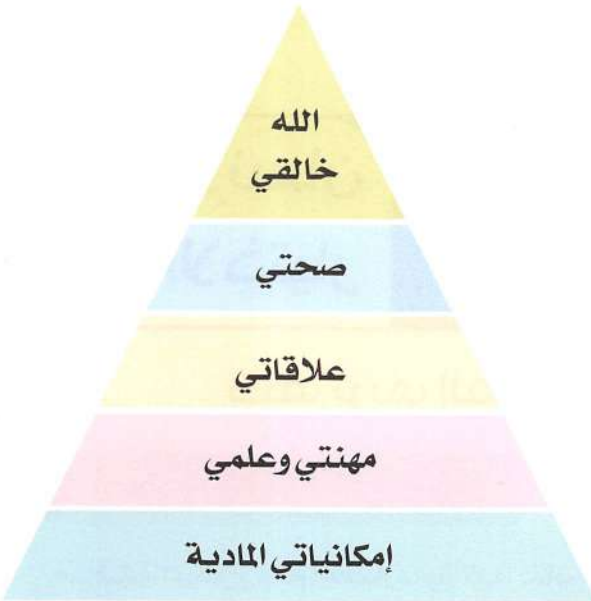 الله
خالقي
صحتي
علاقاتي
مهنتي وعلمي
إمكانياتي المادية